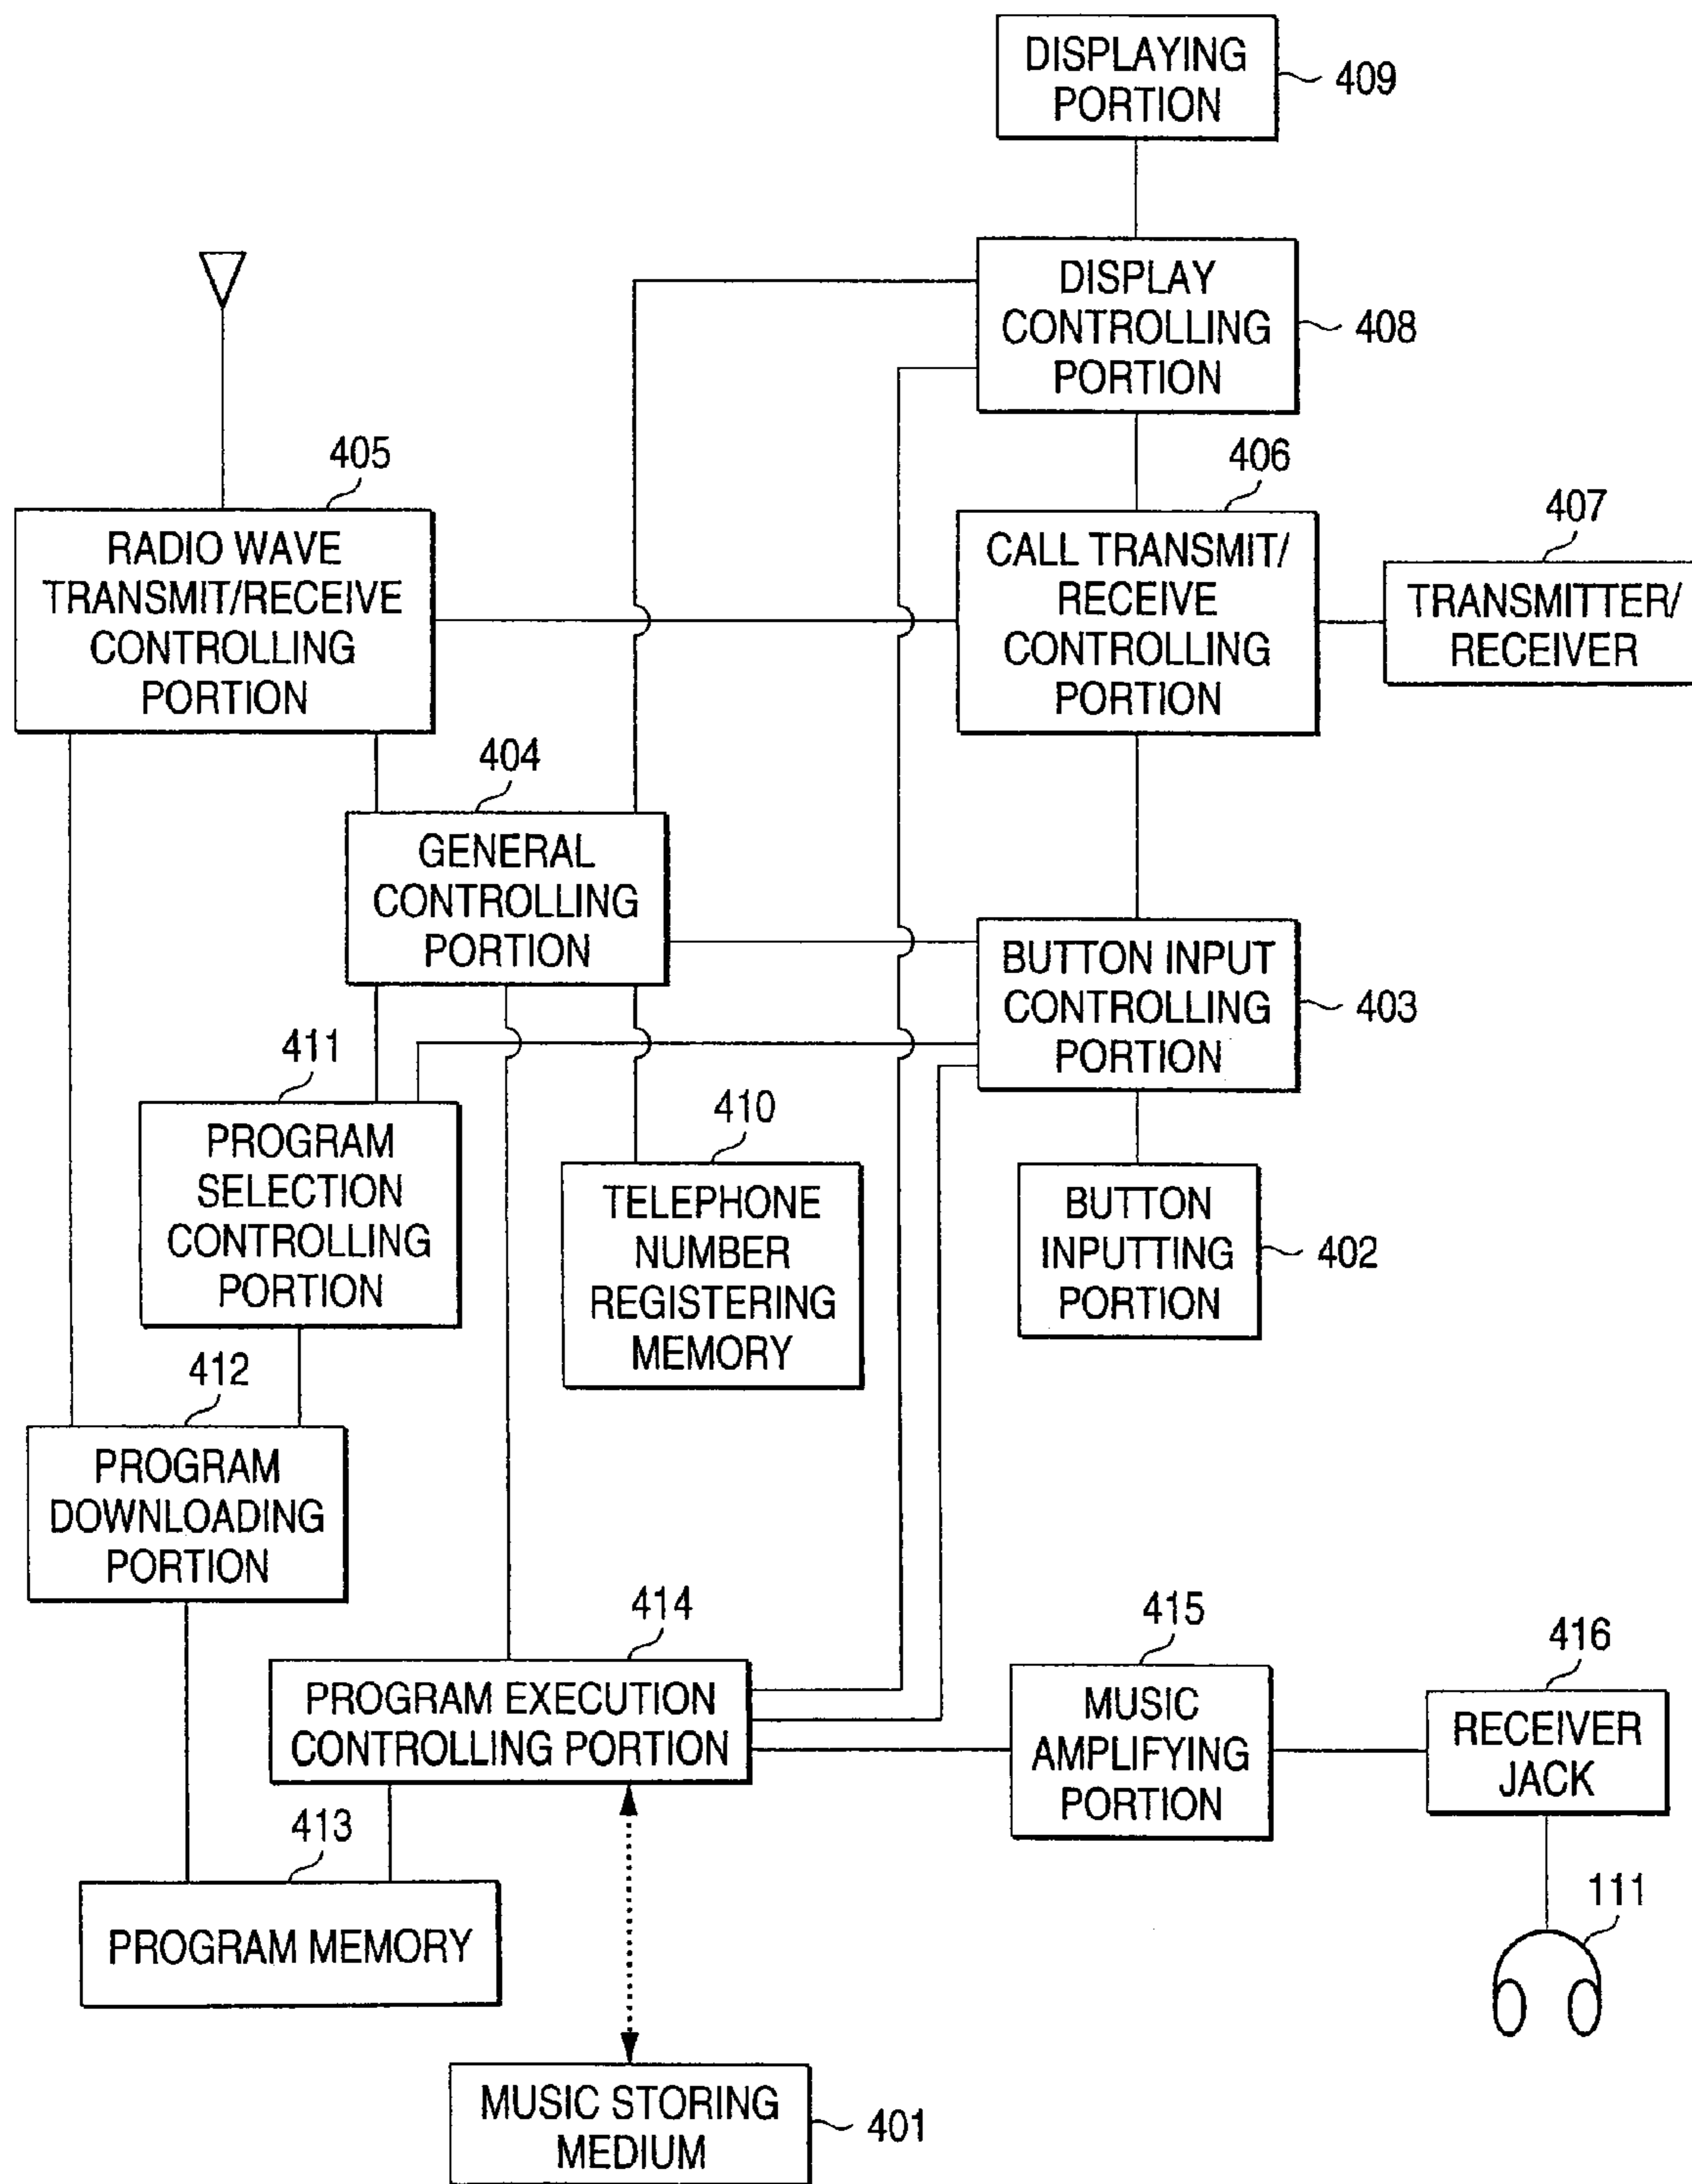 DISPLAYING
PORTION
409
DISPLAY
CONTROLLING
PORTION
408
405
RADIO WAVE
TRANSMIT/RECEIVE
CONTROLLING
PORTION
406
CALL TRANSMIT/
RECEIVE
CONTROLLING
PORTION
407
TRANSMITTER/
RECEIVER
404
GENERAL
CONTROLLING
PORTION
BUTTON INPUT
CONTROLLING
PORTION
403
411
PROGRAM
SELECTION
CONTROLLING
PORTION
410
TELEPHONE
NUMBER
REGISTERING
MEMORY
BUTTON
INPUTTING
PORTION
402
412
PROGRAM
DOWNLOADING
PORTION
414
PROGRAM EXECUTION
CONTROLLING PORTION
415
MUSIC
AMPLIFYING
PORTION
416
RECEIVER
JACK
413
PROGRAM MEMORY
111
MUSIC STORING
MEDIUM
401